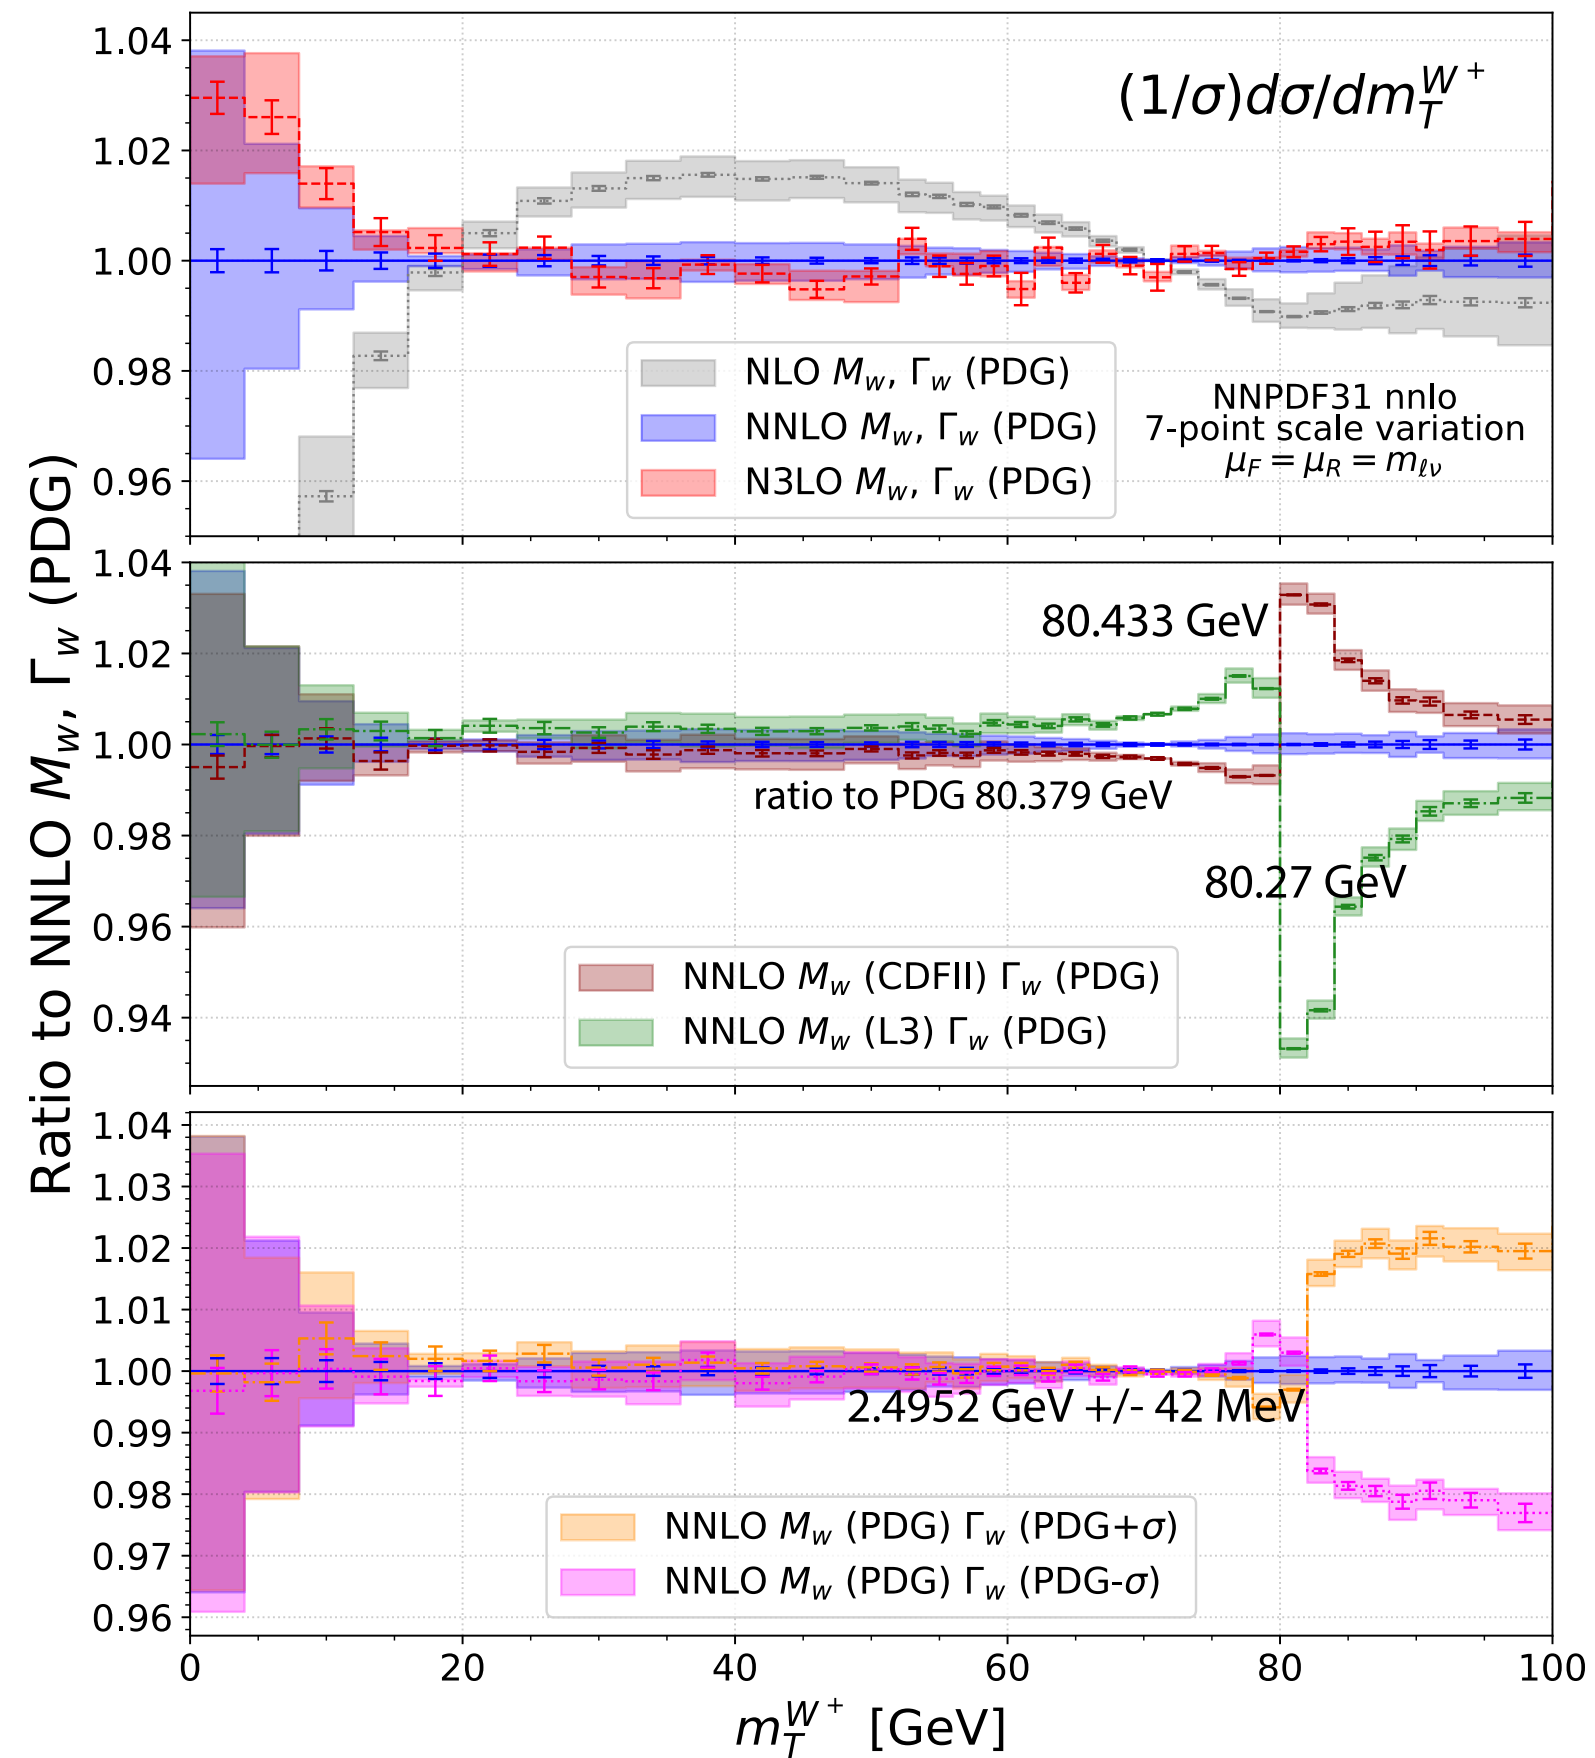 Ratio to NNLO M_w, Γ_w (PDG)
1.04
1.02
1.00
0.98
0.96
(1/σ)dσ/dm_T^{W^+}
NLO M_w, Γ_w (PDG)
NNLO M_w, Γ_w (PDG)
N3LO M_w, Γ_w (PDG)
NNPDF31 nnlo
7-point scale variation
μ_F = μ_R = m_{ℓν}
1.04
1.02
1.00
0.98
0.96
0.94
80.433 GeV
ratio to PDG 80.379 GeV
80.27 GeV
NNLO M_w (CDFII) Γ_w (PDG)
NNLO M_w (L3) Γ_w (PDG)
1.04
1.03
1.02
1.01
1.00
0.99
0.98
0.97
0.96
2.4952 GeV +/- 42 MeV
NNLO M_w (PDG) Γ_w (PDG+σ)
NNLO M_w (PDG) Γ_w (PDG-σ)
0 20 40 60 80 100
m_T^{W^+} [GeV]